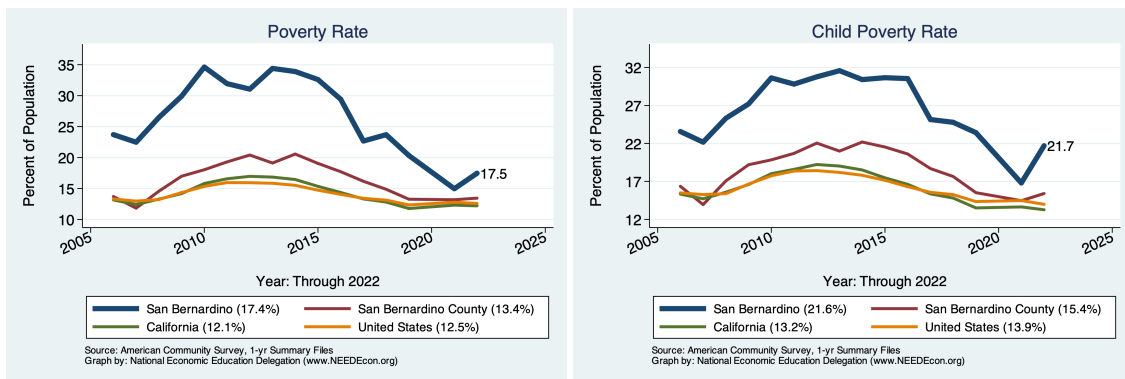 Poverty Rate
Percent of Population
35
30
25
20
15
10
17.5
2005
2010
2015
2020
2025
Year: Through 2022
San Bernardino (17.4%)
San Bernardino County (13.4%)
California (12.1%)
United States (12.5%)
Source: American Community Survey, 1-yr Summary Files
Graph by: National Economic Education Delegation (www.NEEDEcon.org)
Child Poverty Rate
Percent of Population
32
27
22
17
12
21.7
2005
2010
2015
2020
2025
Year: Through 2022
San Bernardino (21.6%)
San Bernardino County (15.4%)
California (13.2%)
United States (13.9%)
Source: American Community Survey, 1-yr Summary Files
Graph by: National Economic Education Delegation (www.NEEDEcon.org)